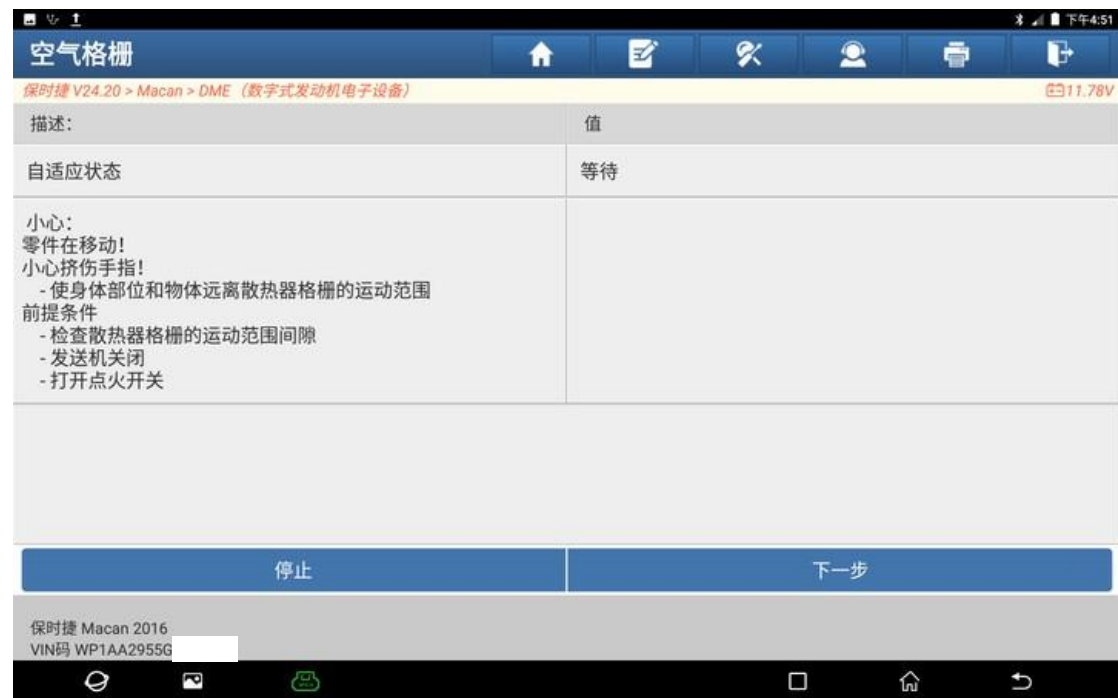 下午4:51
空气格栅
保时捷 V24.20 > Macan > DME（数字式发动机电子设备）
11.78V
描述：
值
自适应状态
等待
小心：
零件在移动！
小心挤伤手指！
- 使身体部位和物体远离散热器格栅的运动范围
前提条件
- 检查散热器格栅的运动范围间隙
- 发送机关闭
- 打开点火开关
停止
下一步
保时捷 Macan 2016
VIN码 WP1AA2955G